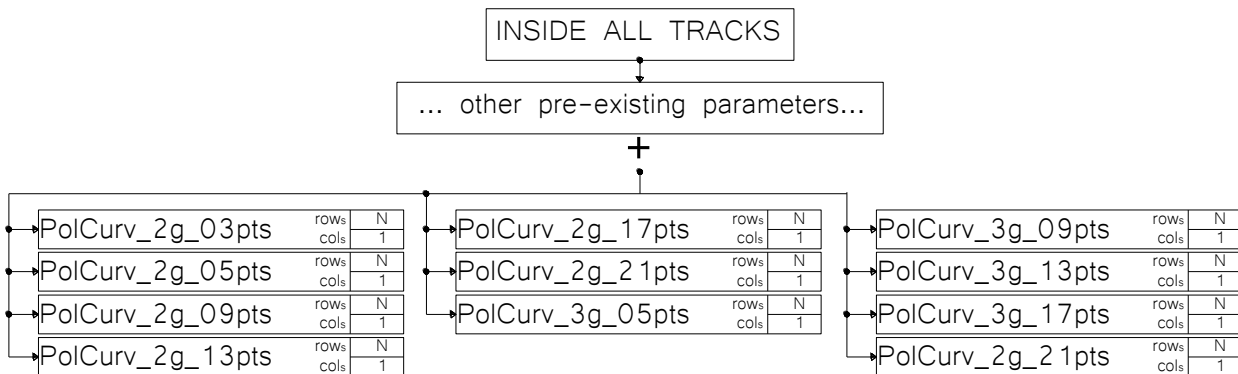 INSIDE ALL TRACKS
... other pre-existing parameters...
+
PolCurv_2g_03pts rows N cols 1
PolCurv_2g_05pts rows N cols 1
PolCurv_2g_09pts rows N cols 1
PolCurv_2g_13pts rows N cols 1
PolCurv_2g_17pts rows N cols 1
PolCurv_2g_21pts rows N cols 1
PolCurv_3g_05pts rows N cols 1
PolCurv_3g_09pts rows N cols 1
PolCurv_3g_13pts rows N cols 1
PolCurv_3g_17pts rows N cols 1
PolCurv_2g_21pts rows N cols 1